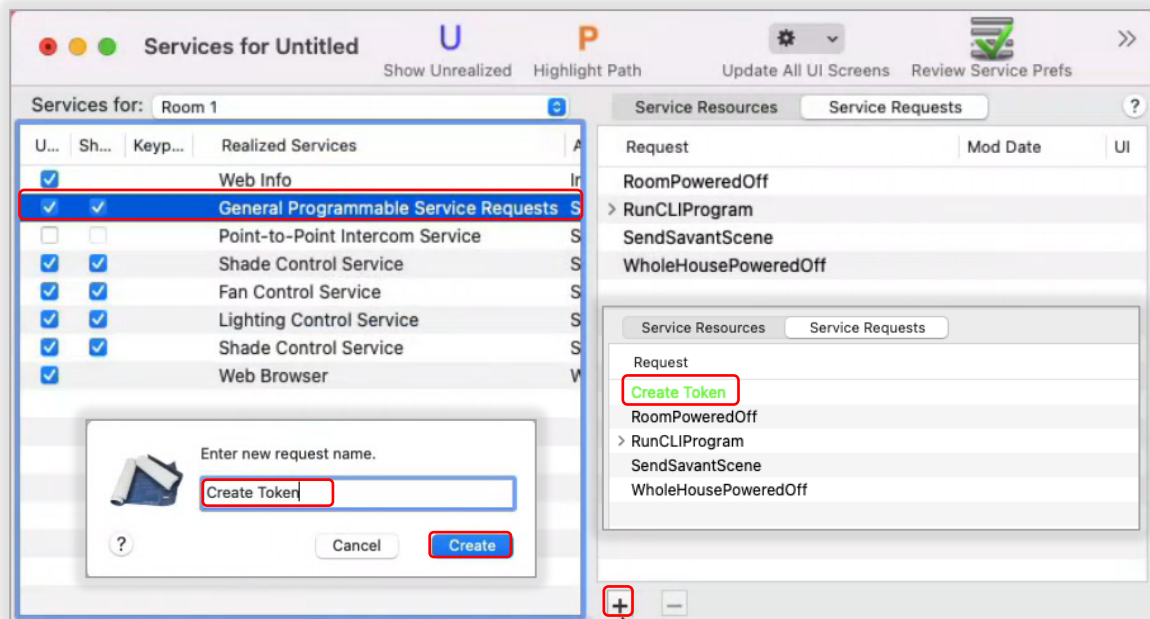 Services for Untitled
U
Show Unrealized
P
Highlight Path
Update All UI Screens
Review Service Prefs
Services for: Room 1
U... Sh... Keyp... Realized Services A
Web Info Ir
General Programmable Service Requests S
Point-to-Point Intercom Service S
Shade Control Service S
Fan Control Service S
Lighting Control Service S
Shade Control Service S
Web Browser W
Enter new request name.
Create Token
?
Cancel
Create
Service Resources Service Requests ?
Request Mod Date UI
RoomPoweredOff
> RunCLIProgram
SendSavantScene
WholeHousePoweredOff
Service Resources Service Requests
Request
Create Token
RoomPoweredOff
> RunCLIProgram
SendSavantScene
WholeHousePoweredOff
+ −